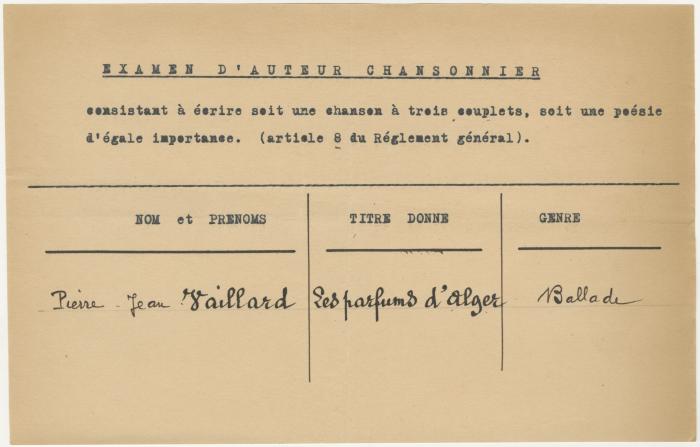 EXAMEN D'AUTEUR CHANSONNIER
consistant à écrire soit une chanson à trois couplets, soit une poésie
d'égale importance. (article 8 du Réglement général).
NOM et PRENOMS TITRE DONNE GENRE
Pierre - Jean Vaillard Les parfums d'Alger Ballade